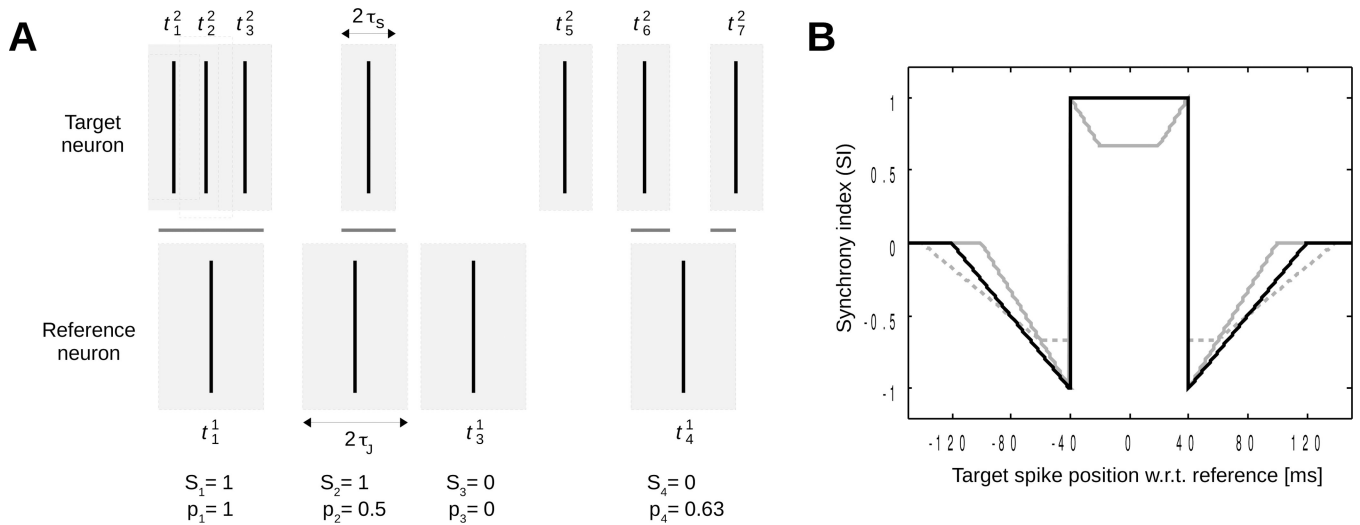 A
t₁² t₂² t₃²
2τS
t₅² t₆² t₇²
Target
neuron
Reference
neuron
t₁¹
2τJ
t₃¹
t₄¹
S₁= 1 S₂= 1 S₃= 0 S₄= 0
p₁= 1 p₂= 0.5 p₃= 0 p₄= 0.63
B
Synchrony index (SI)
1
0.5
0
-0.5
-1
-120 -40 0 40 120
Target spike position w.r.t. reference [ms]